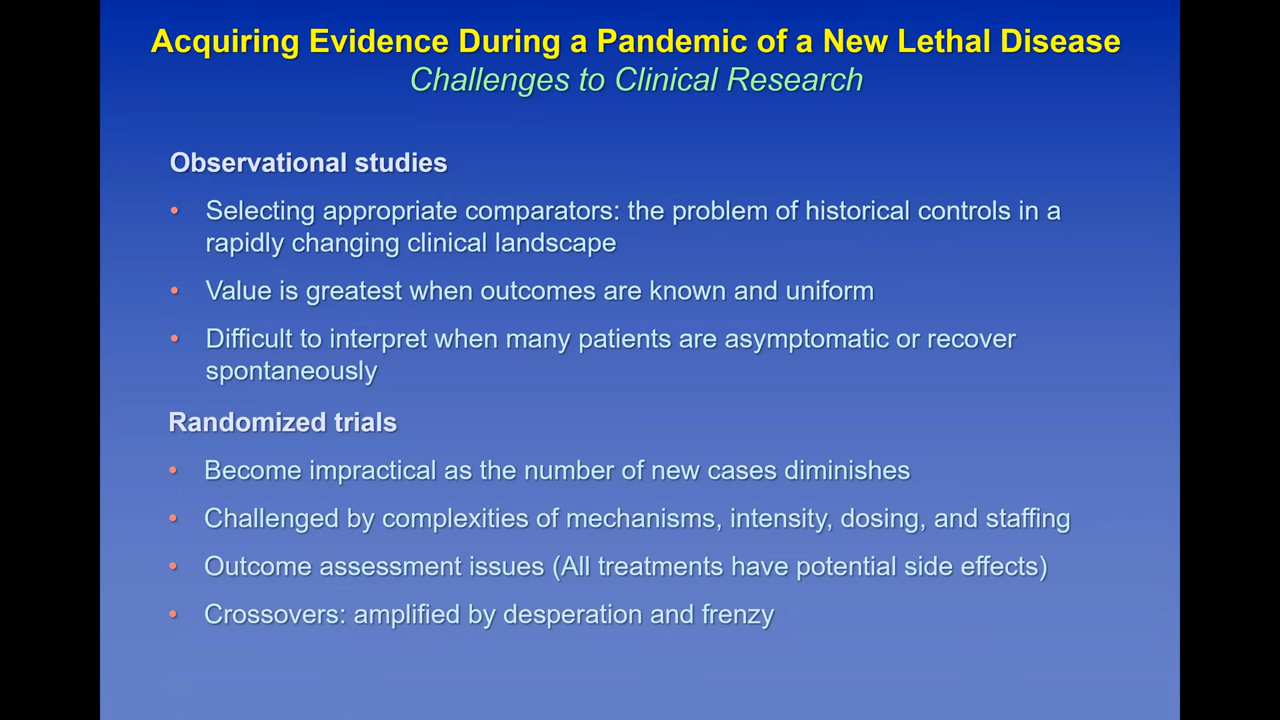 Acquiring Evidence During a Pandemic of a New Lethal Disease
Challenges to Clinical Research
Observational studies
• Selecting appropriate comparators: the problem of historical controls in a
rapidly changing clinical landscape
• Value is greatest when outcomes are known and uniform
• Difficult to interpret when many patients are asymptomatic or recover
spontaneously
Randomized trials
• Become impractical as the number of new cases diminishes
• Challenged by complexities of mechanisms, intensity, dosing, and staffing
• Outcome assessment issues (All treatments have potential side effects)
• Crossovers: amplified by desperation and frenzy